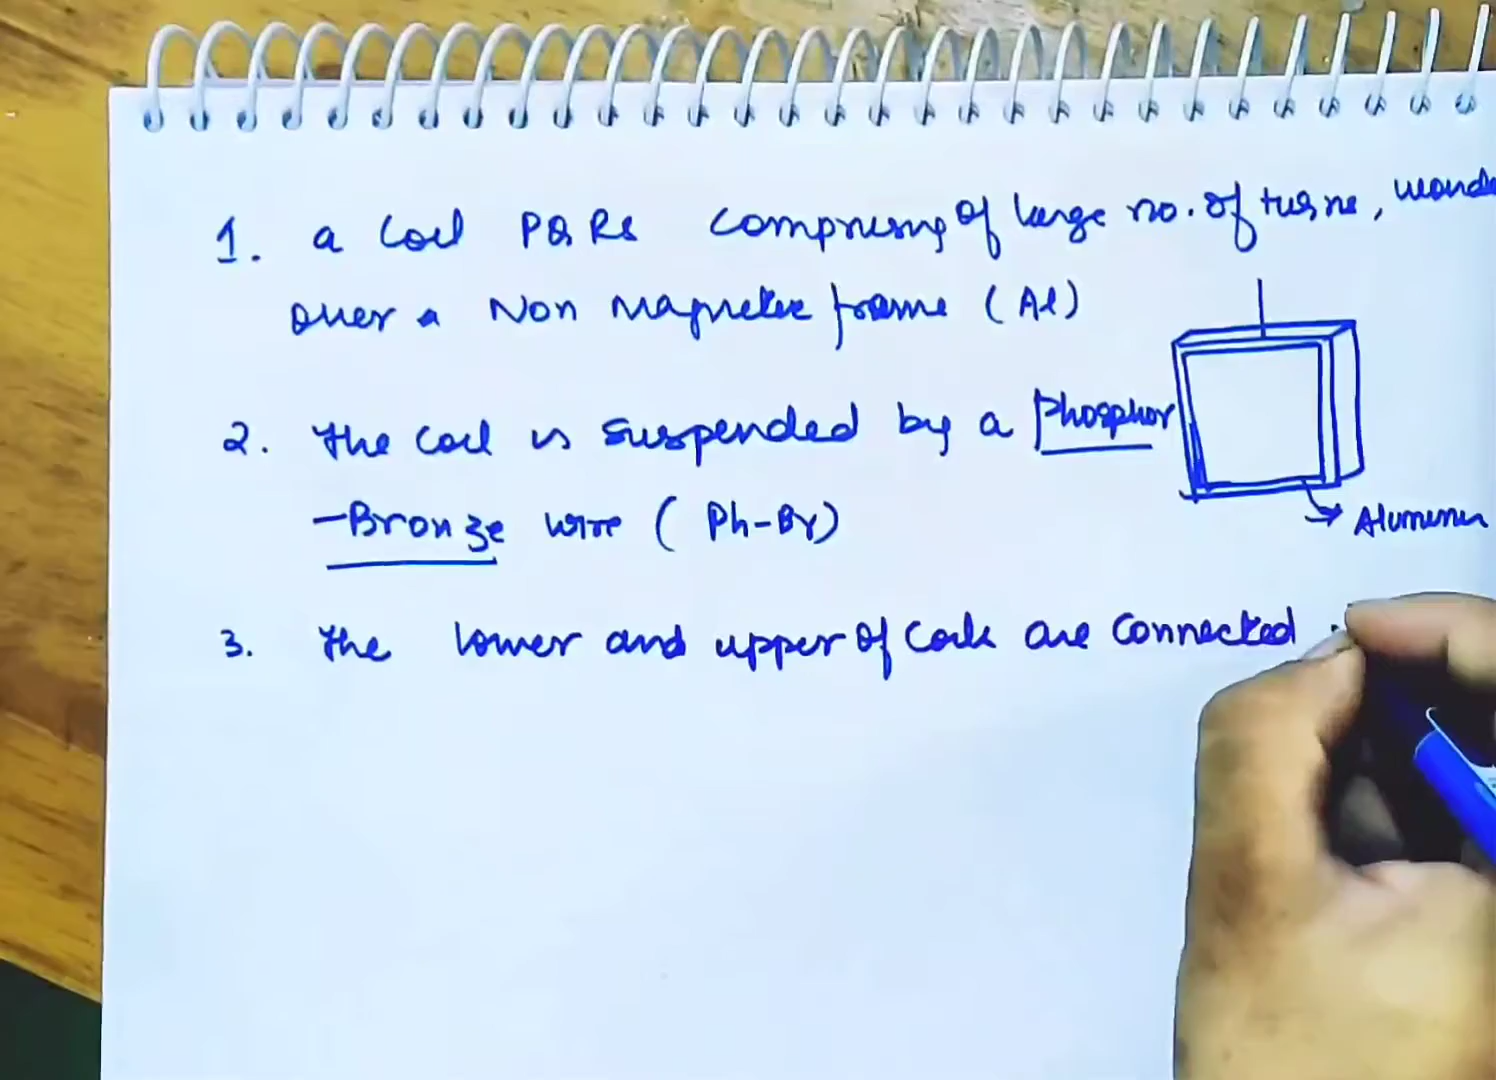 1. a Coil PQRS comprising of large no. of turns,
over a Non Magnetic frame (Al)
2. the coil is suspended by a Phosphor
-Bronze wire ( Ph-Br)
Aluminium
3. the lower and upper of Coils are connected